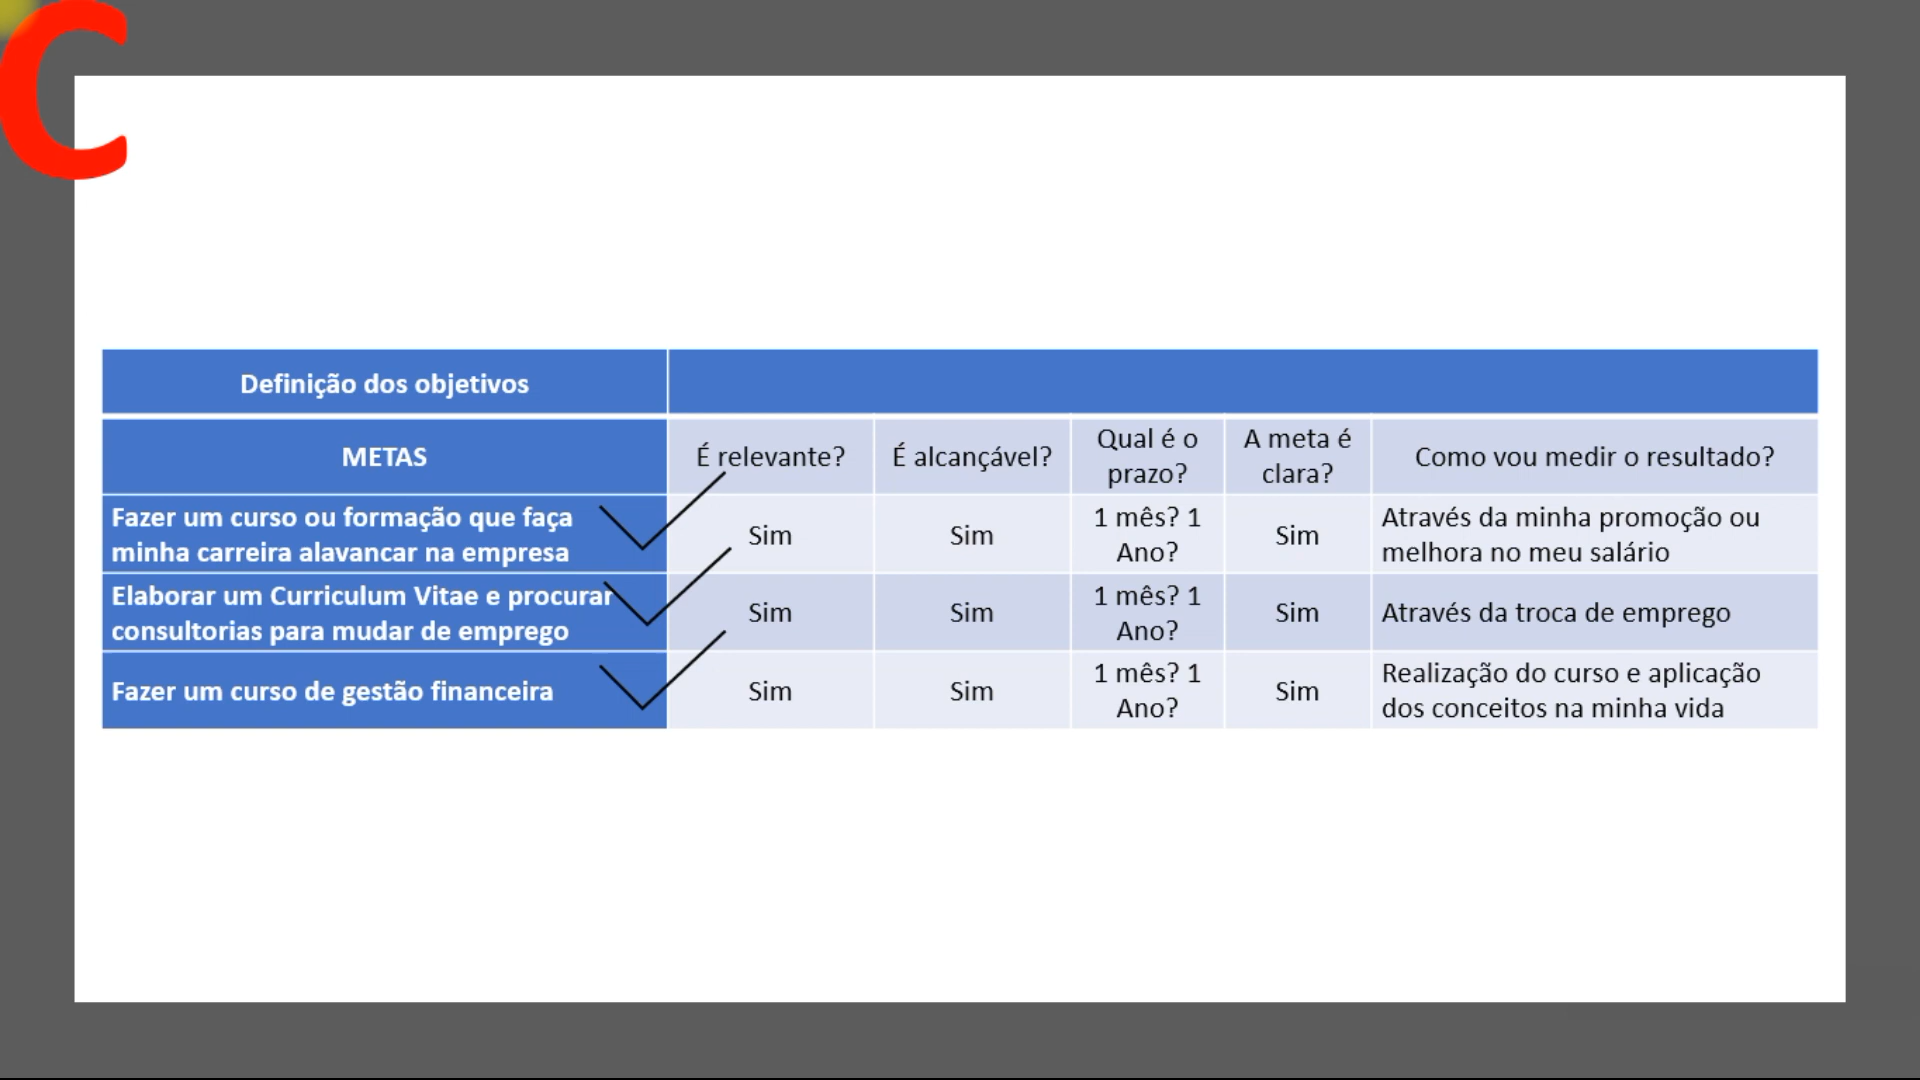 C
Definição dos objetivos
METAS
É relevante?
É alcançável?
Qual é o
prazo?
A meta é
clara?
Como vou medir o resultado?
Fazer um curso ou formação que faça
minha carreira alavancar na empresa
Sim
Sim
1 mês? 1
Ano?
Sim
Através da minha promoção ou
melhora no meu salário
Elaborar um Curriculum Vitae e procurar
consultorias para mudar de emprego
Sim
Sim
1 mês? 1
Ano?
Sim
Através da troca de emprego
Fazer um curso de gestão financeira
Sim
Sim
1 mês? 1
Ano?
Sim
Realização do curso e aplicação
dos conceitos na minha vida